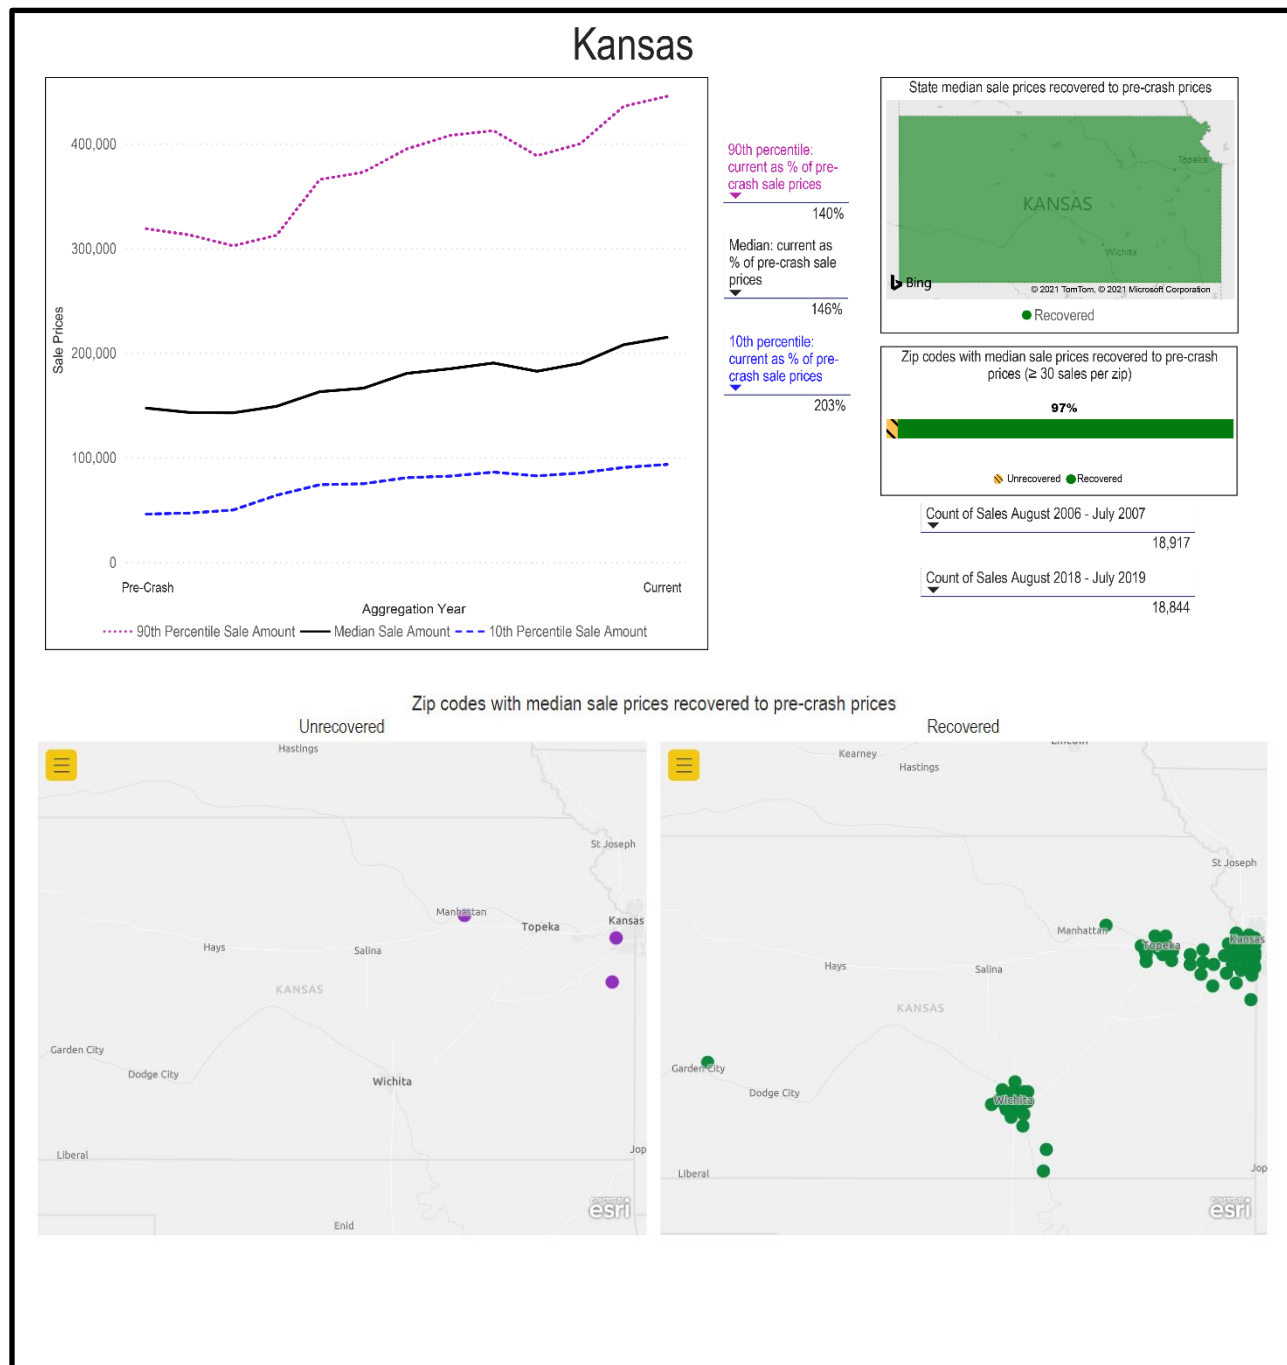 Kansas
400,000
300,000
200,000
100,000
0
Sale Prices
Pre-Crash
Current
Aggregation Year
90th Percentile Sale Amount
Median Sale Amount
10th Percentile Sale Amount
90th percentile:
current as % of pre-
crash sale prices
140%
Median: current as
% of pre-crash sale
prices
146%
10th percentile:
current as % of pre-
crash sale prices
203%
State median sale prices recovered to pre-crash prices
Topeka
KANSAS
Wichita
Bing
© 2021 TomTom, © 2021 Microsoft Corporation
Recovered
Zip codes with median sale prices recovered to pre-crash
prices (≥ 30 sales per zip)
97%
Unrecovered
Recovered
Count of Sales August 2006 - July 2007
18,917
Count of Sales August 2018 - July 2019
18,844
Zip codes with median sale prices recovered to pre-crash prices
Unrecovered
Hastings
St Joseph
Manhattan
Topeka
Kansas
Hays
Salina
KANSAS
Garden City
Dodge City
Wichita
Liberal
Jop
Enid
esri
Recovered
Kearney
Hastings
St Joseph
Manhattan
Topeka
Kansas
Hays
Salina
KANSAS
Garden City
Dodge City
Wichita
Liberal
Jop
esri